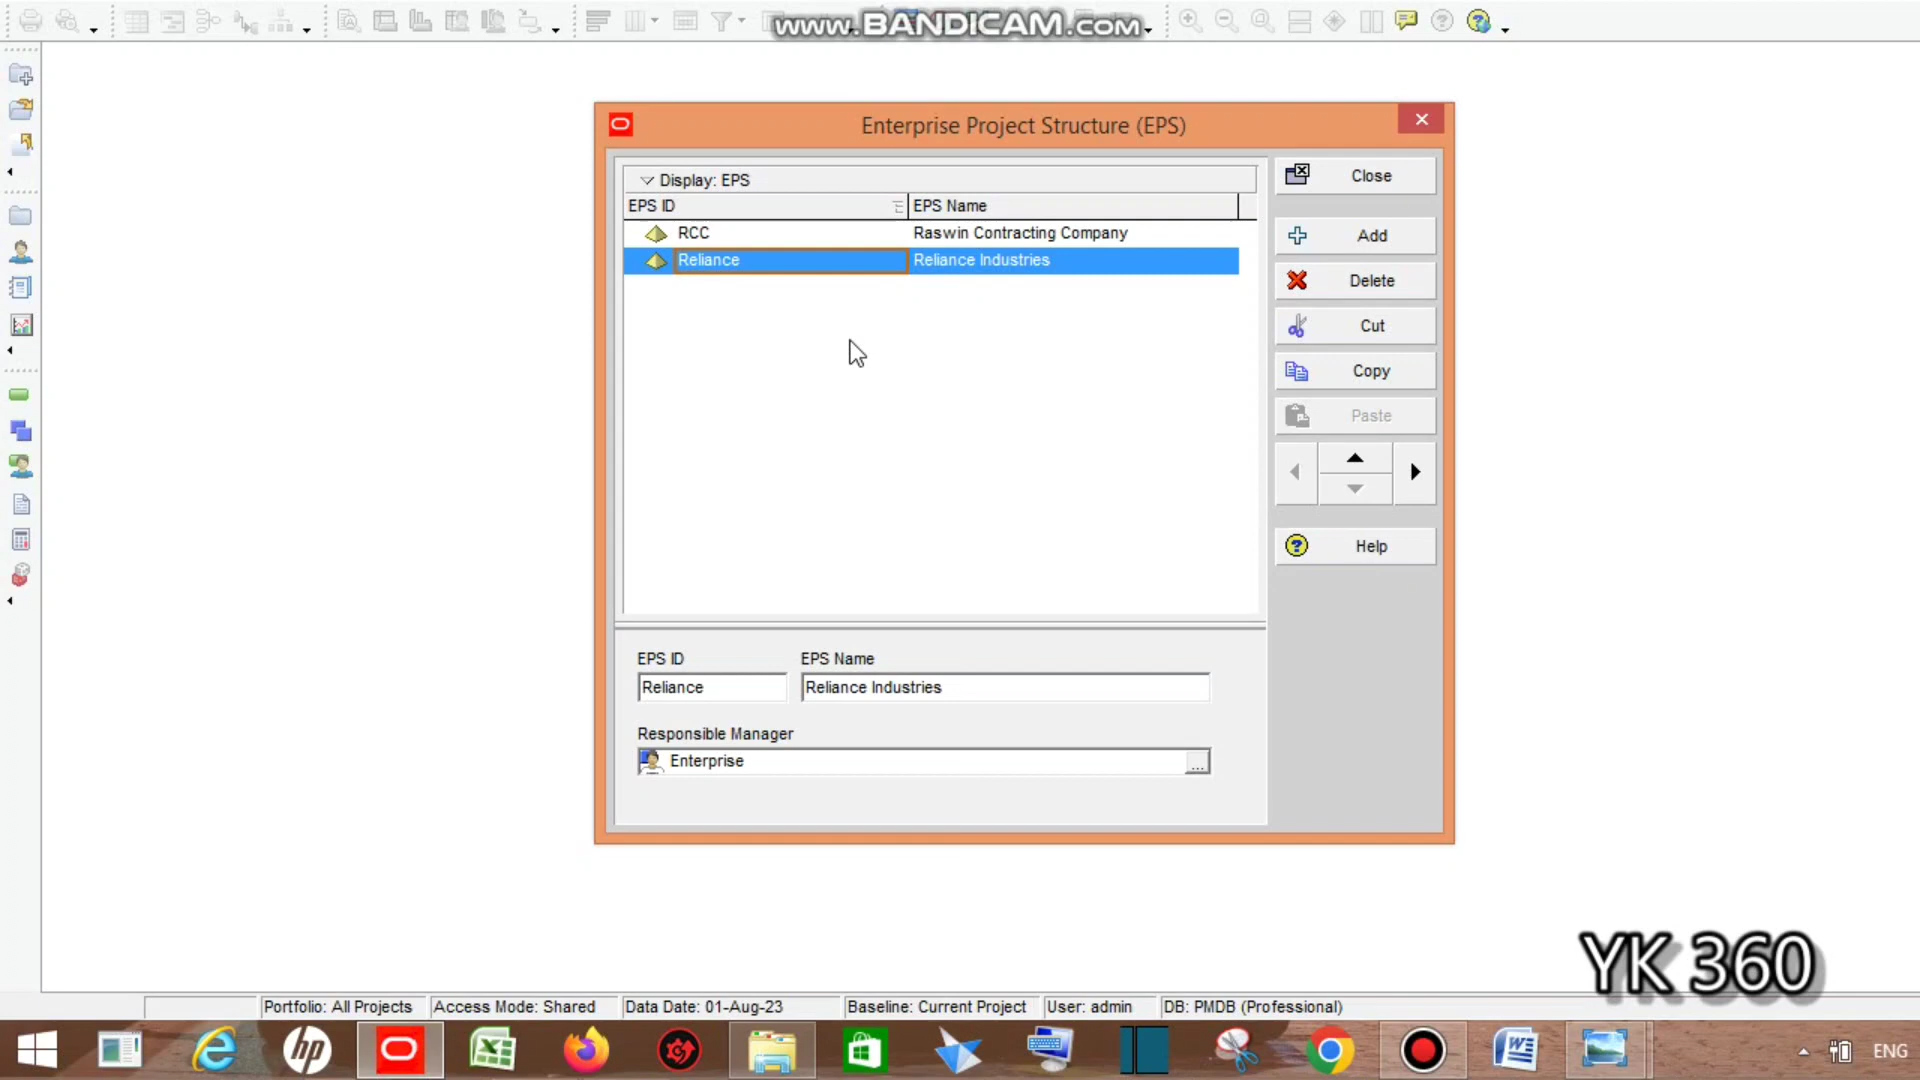 www.BANDICAM.com
Enterprise Project Structure (EPS)
Display: EPS
EPS ID EPS Name
RCC Raswin Contracting Company
Reliance Reliance Industries
Close
Add
Delete
Cut
Copy
Paste
Help
EPS ID EPS Name
Reliance Reliance Industries
Responsible Manager
Enterprise
...
YK 360
Portfolio: All Projects Access Mode: Shared Data Date: 01-Aug-23 Baseline: Current Project User: admin DB: PMDB (Professional)
hp
ENG